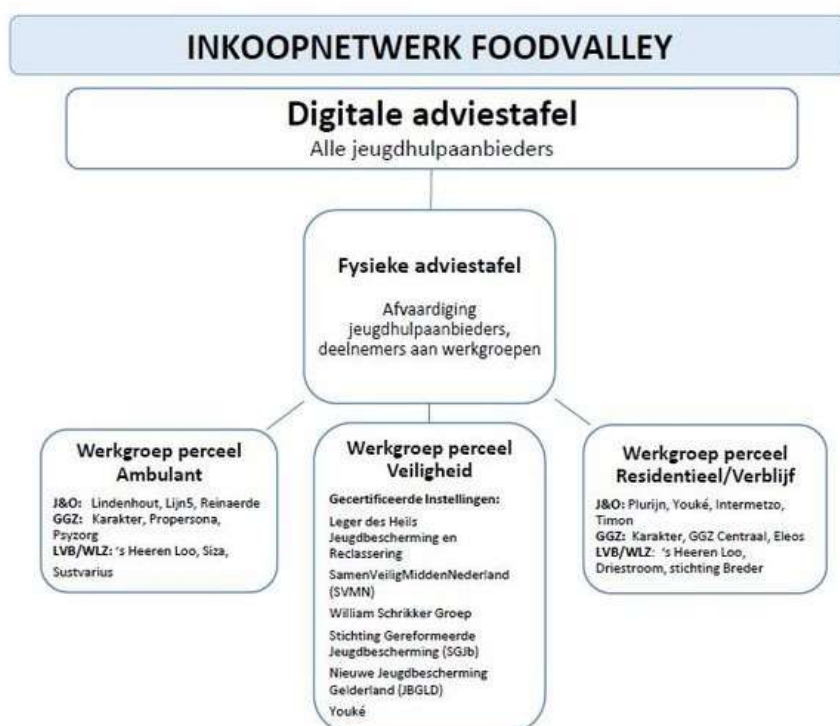 INKOOPNETWERK FOODVALLEY
Digitale adviestafel
Alle jeugdhulpaanbieders
Fysieke adviestafel
Afvaardiging
jeugdhulpaanbieders,
deelnemers aan werkgroepen
Werkgroep perceel
Ambulant
J&O: Lindenhout, Lijn5, Reinaerde
GGZ: Karakter, Propersona,
Psyzorg
LVB/WLZ: 's Heeren Loo, Siza,
Sustvarius
Werkgroep perceel
Veiligheid
Gecertificeerde Instellingen:
Leger des Heils
Jeugdbescherming en
Reclassering
SamenVeiligMiddenNederland
(SVMN)
William Schrikker Groep
Stichting Gereformeerde
Jeugdbescherming (SGJb)
Nieuwe Jeugdbescherming
Gelderland (JBGLD)
Youké
Werkgroep perceel
Residentieel/Verblijf
J&O: Plurijn, Youké, Intermetzo,
Timon
GGZ: Karakter, GGZ Centraal, Eleos
LVB/WLZ: 's Heeren Loo,
Driestroom, stichting Breder